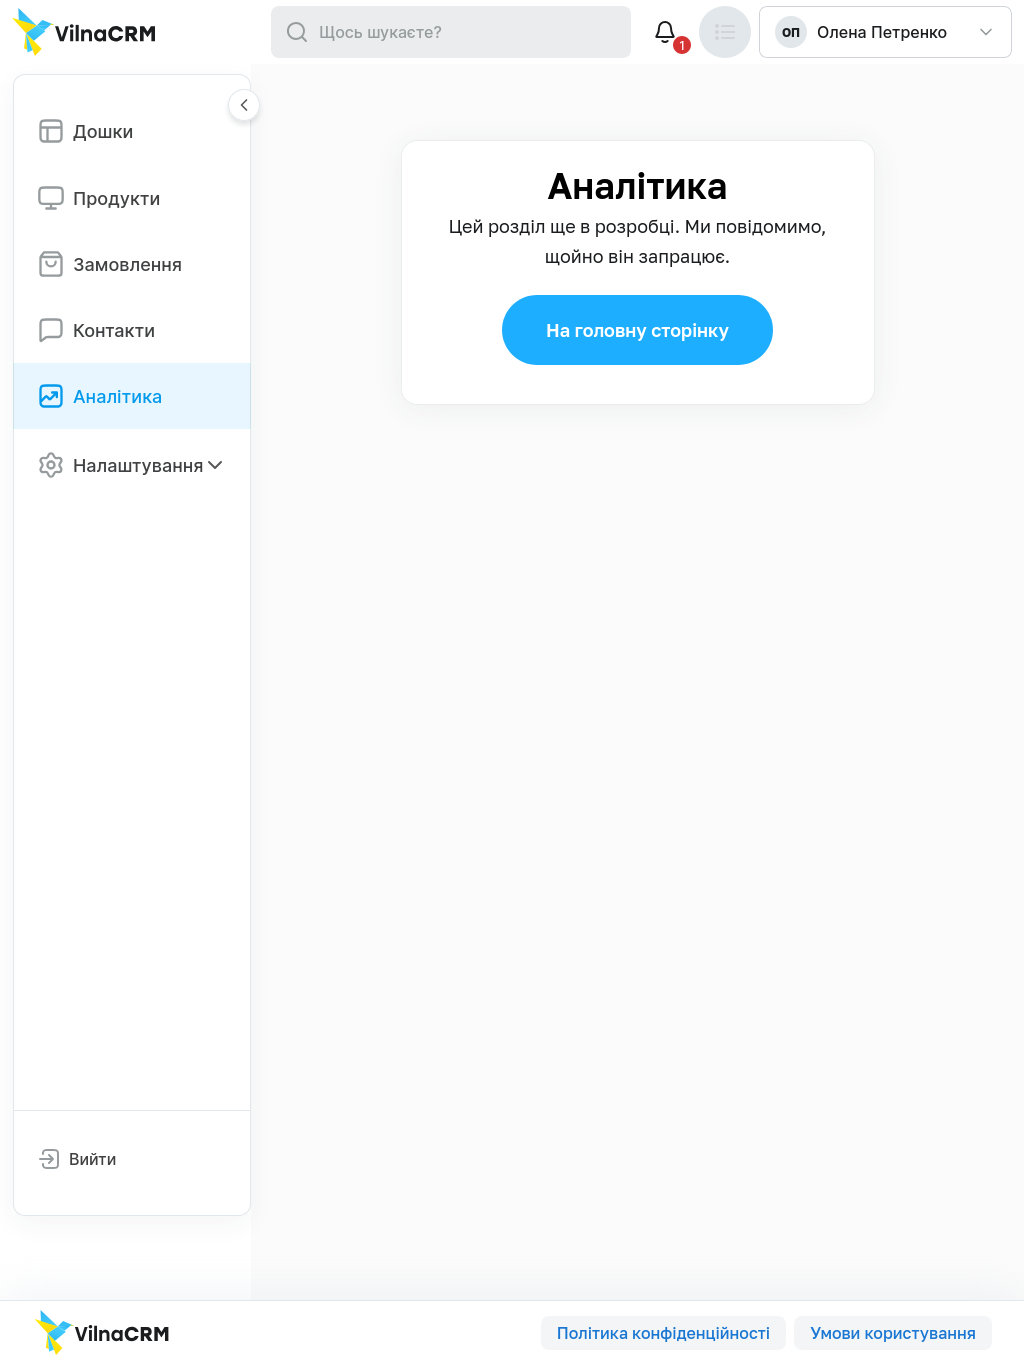 VilnaCRM
Щось шукаєте?
1
ОП
Олена Петренко
Дошки
Продукти
Замовлення
Контакти
Аналітика
Налаштування
Аналітика
Цей розділ ще в розробці. Ми повідомимо,
щойно він запрацює.
На головну сторінку
Вийти
VilnaCRM
Політика конфіденційності
Умови користування